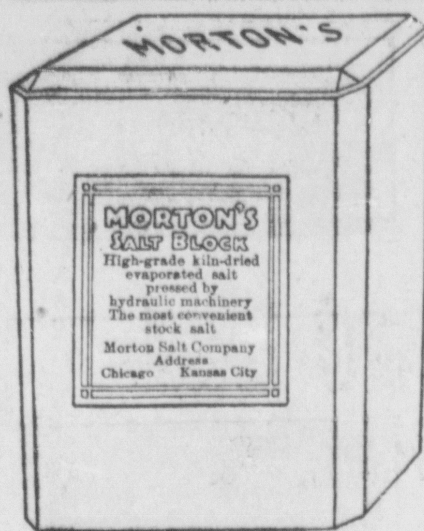 MORTON'S
MORTON'S
SALT BLOCK
High-grade kiln-dried
evaporated salt
pressed by
hydraulic machinery
The most convenient
stock salt
Morton Salt Company
Address
Chicago Kansas City